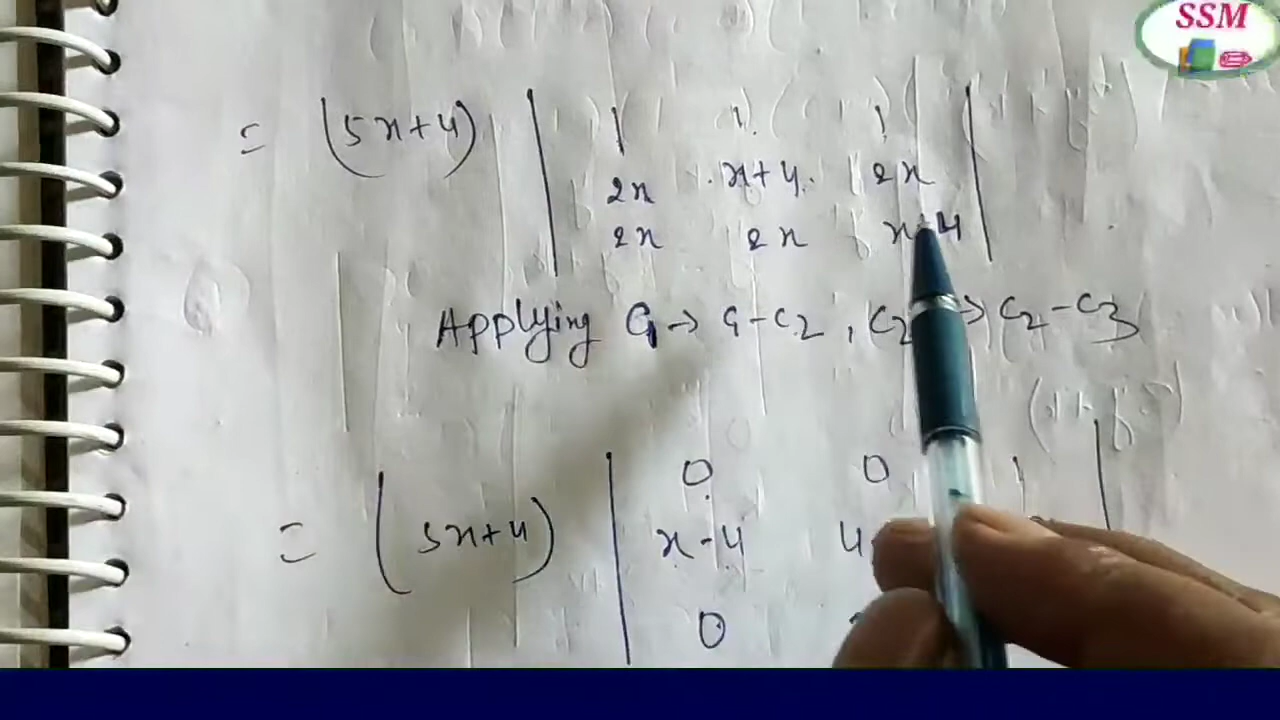 SSM
= (5x+4) | 1 1 1 |
2x x+4 2x
2x 2x x+4
Applying C1 → C1-C2, C2 → C2-C3
= (5x+4) | 0 0 1 |
x-4 4
0